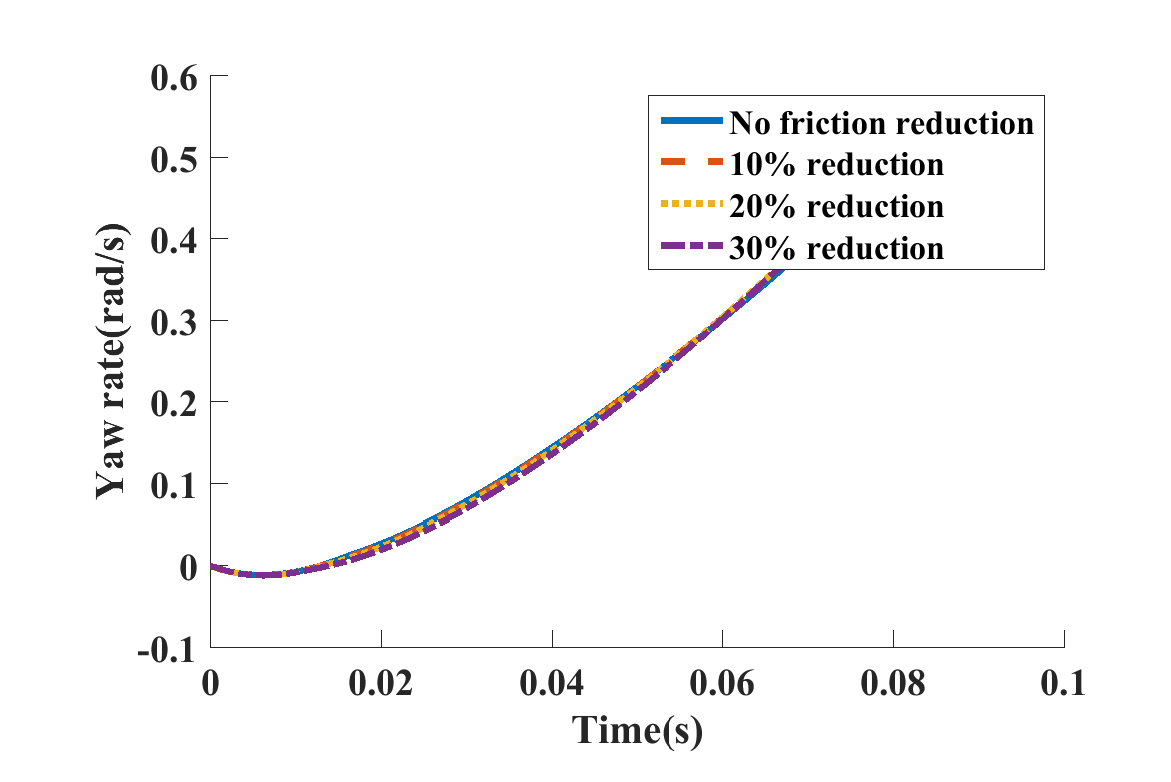 0.6
0.5
0.4
0.3
0.2
0.1
0
-0.1
Yaw rate(rad/s)
No friction reduction
10% reduction
20% reduction
30% reduction
0
0.02
0.04
0.06
0.08
0.1
Time(s)